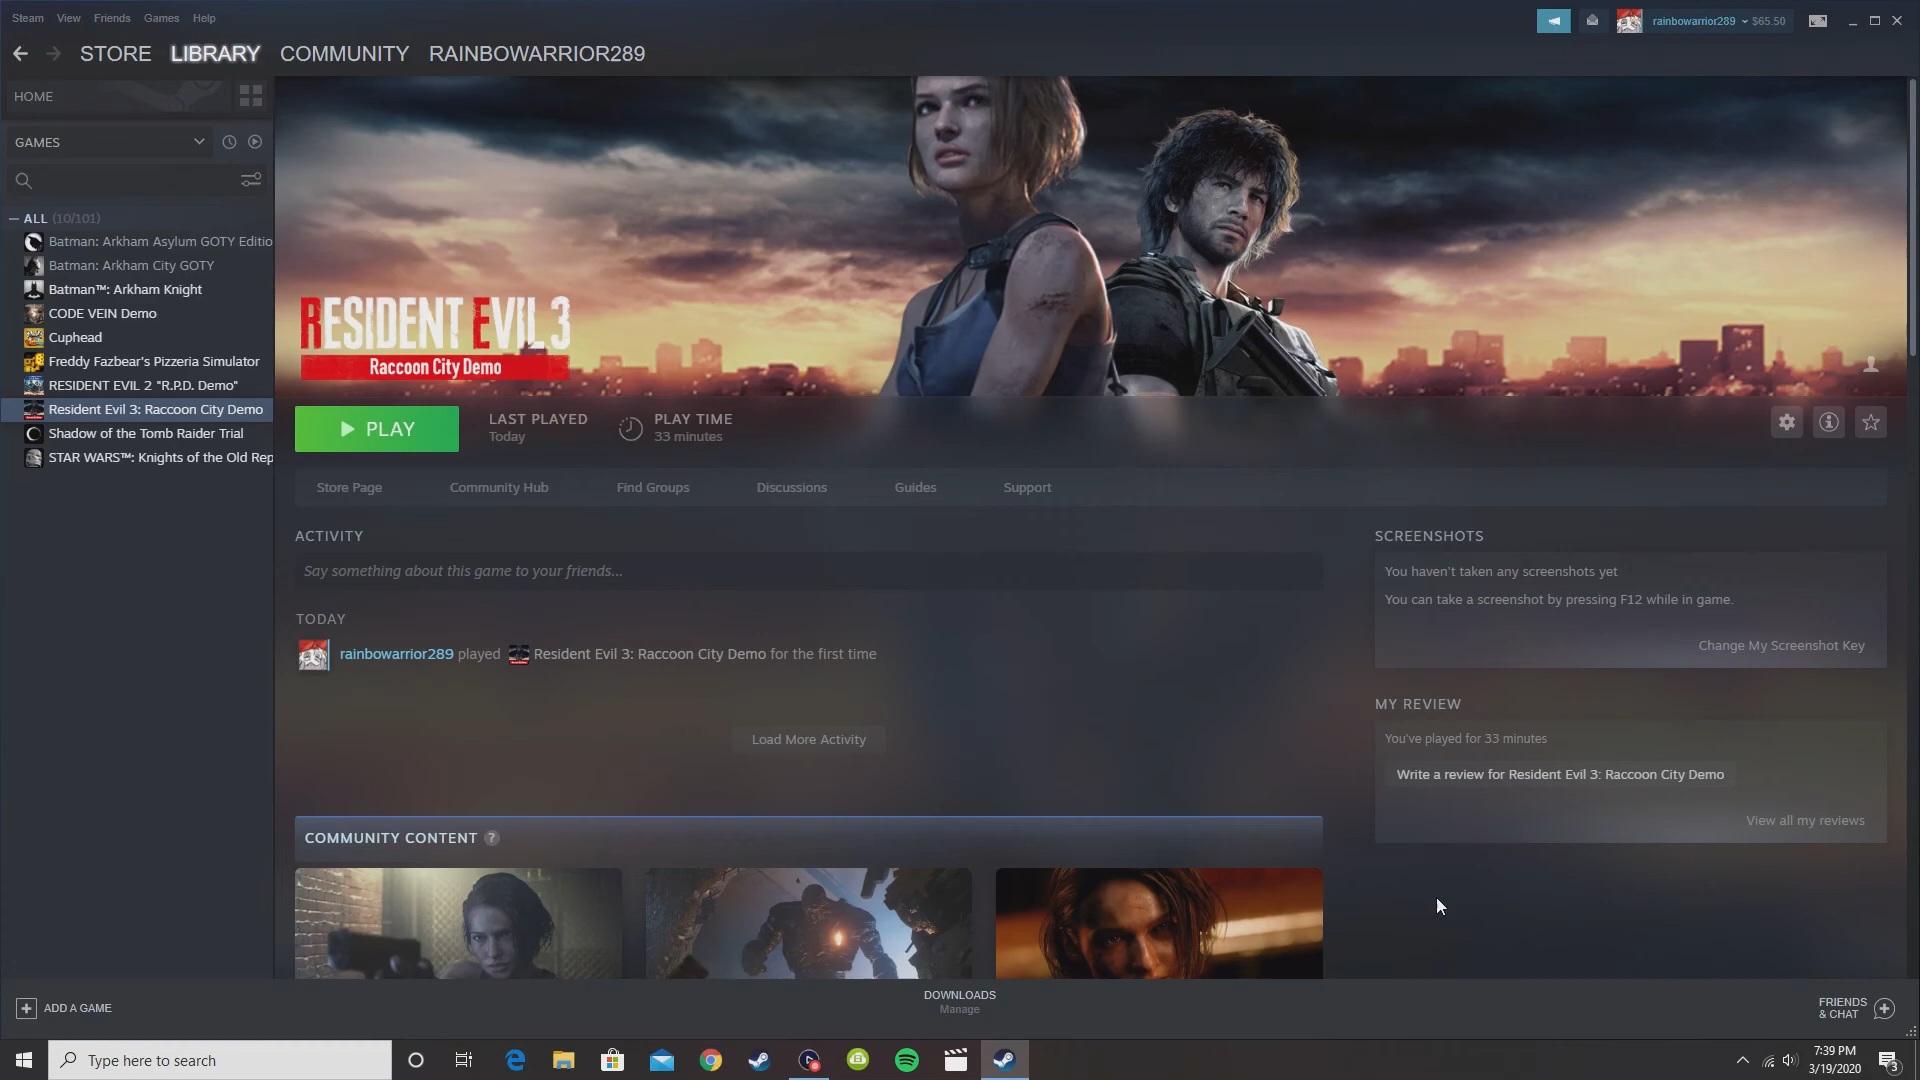 Steam View Friends Games Help
rainbowarrior289 $65.50
STORE LIBRARY COMMUNITY RAINBOWARRIOR289
HOME
GAMES
ALL (10/101)
Batman: Arkham Asylum GOTY Editio
Batman: Arkham City GOTY
Batman™: Arkham Knight
CODE VEIN Demo
Cuphead
Freddy Fazbear's Pizzeria Simulator
RESIDENT EVIL 2 "R.P.D. Demo"
Resident Evil 3: Raccoon City Demo
Shadow of the Tomb Raider Trial
STAR WARS™: Knights of the Old Rep
RESIDENT EVIL 3
Raccoon City Demo
PLAY
LAST PLAYED
Today
PLAY TIME
33 minutes
Store Page Community Hub Find Groups Discussions Guides Support
ACTIVITY
Say something about this game to your friends...
TODAY
rainbowarrior289 played Resident Evil 3: Raccoon City Demo for the first time
Load More Activity
COMMUNITY CONTENT ?
SCREENSHOTS
You haven't taken any screenshots yet
You can take a screenshot by pressing F12 while in game.
Change My Screenshot Key
MY REVIEW
You've played for 33 minutes
Write a review for Resident Evil 3: Raccoon City Demo
View all my reviews
ADD A GAME
DOWNLOADS
Manage
FRIENDS
& CHAT
Type here to search
7:39 PM
3/19/2020
3